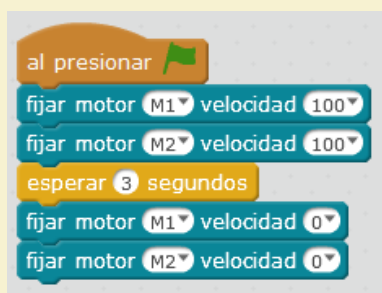 al presionar
fijar motor M1 velocidad 100
fijar motor M2 velocidad 100
esperar 3 segundos
fijar motor M1 velocidad 0
fijar motor M2 velocidad 0